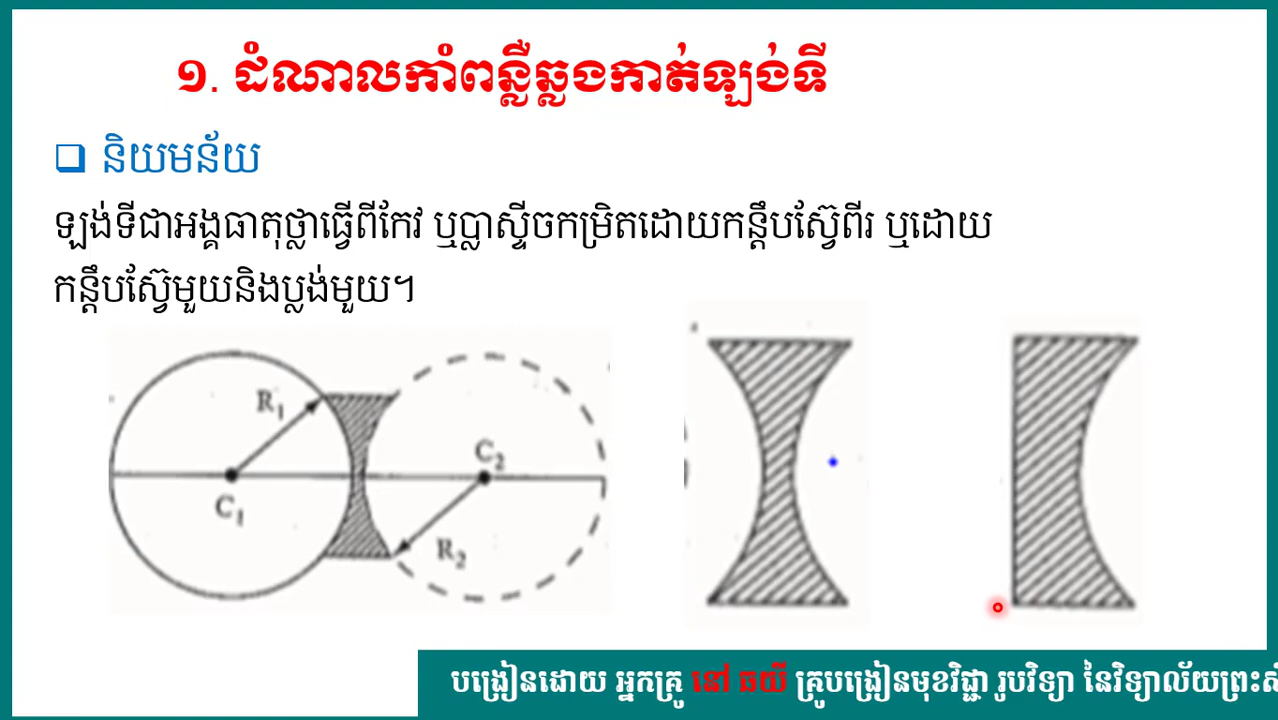 ១. ដំណាលកាំពន្លឺឆ្លងកាត់ឡង់ទី
❑ និយមន័យ
ឡង់ទីជាអង្គធាតុថ្លាធ្វើពីកែវ ឬប្លាស្ទីចកម្រិតដោយកន្តឹបស្វ៊ែពីរ ឬដោយ
កន្តឹបស្វ៊ែមួយនិងប្លង់មួយ។
R1
C2
C1
R2
បង្រៀនដោយ អ្នកគ្រូ នៅ ឆយី គ្រូបង្រៀនមុខវិជ្ជា រូបវិទ្យា នៃវិទ្យាល័យព្រះសី